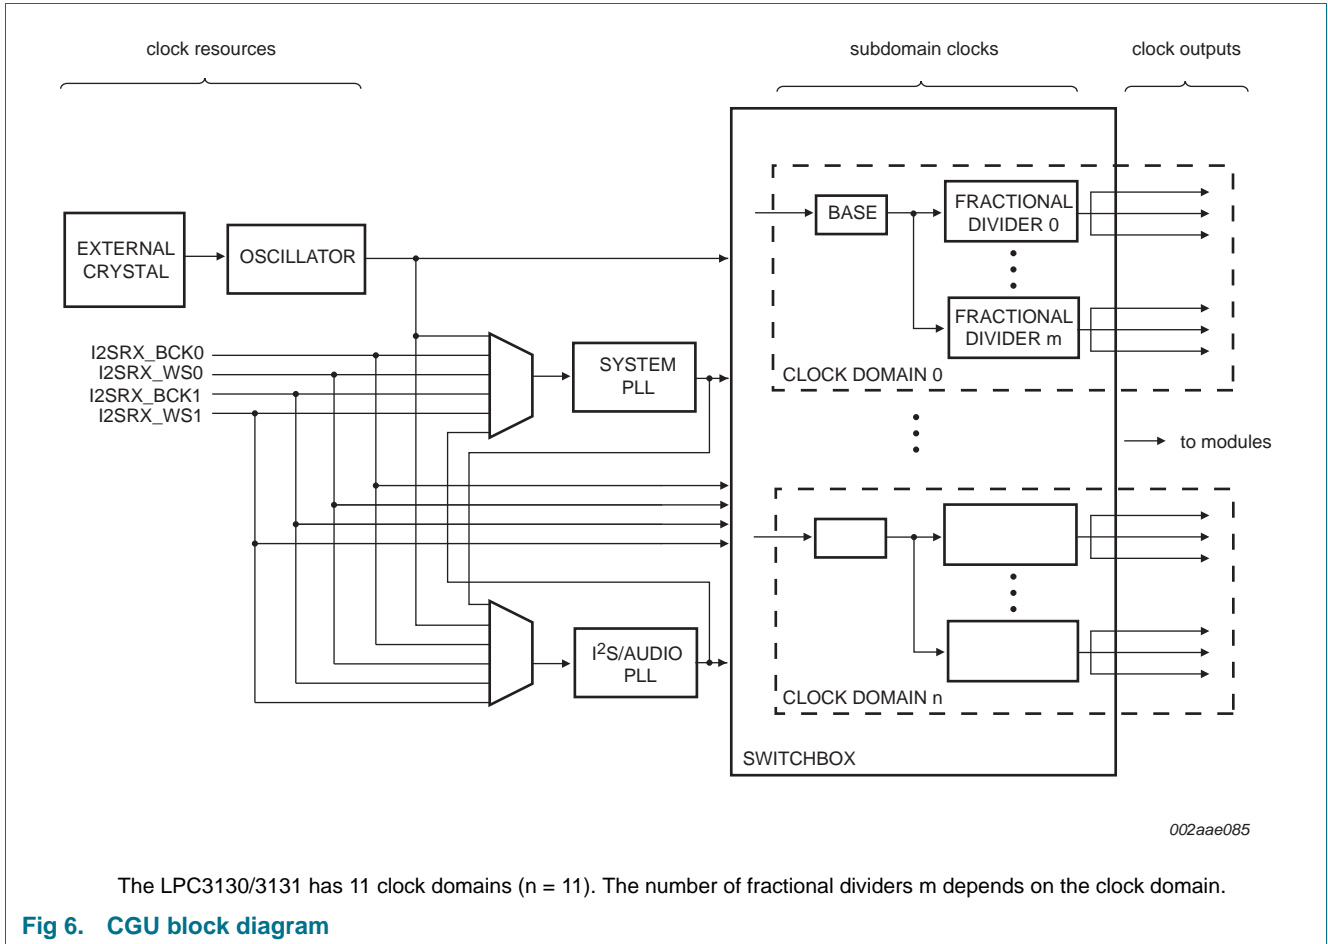 clock resources
subdomain clocks
clock outputs
EXTERNAL
CRYSTAL
OSCILLATOR
I2SRX_BCK0
I2SRX_WS0
I2SRX_BCK1
I2SRX_WS1
SYSTEM
PLL
I2S/AUDIO
PLL
BASE
FRACTIONAL
DIVIDER 0
FRACTIONAL
DIVIDER m
CLOCK DOMAIN 0
to modules
CLOCK DOMAIN n
SWITCHBOX
002aae085
The LPC3130/3131 has 11 clock domains (n = 11). The number of fractional dividers m depends on the clock domain.
Fig 6. CGU block diagram